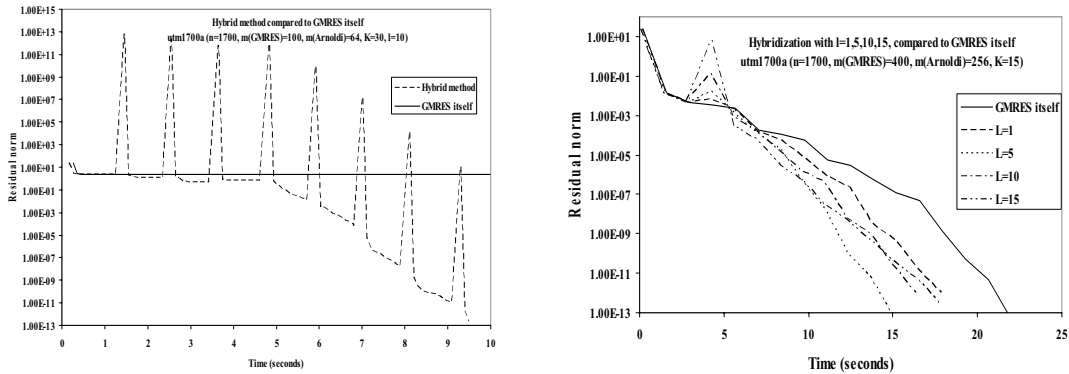 Hybrid method compared to GMRES itself
utm1700a (n=1700, m(GMRES)=100, m(Arnoldi)=64, K=30, l=10)
Residual norm
1.00E+15
1.00E+13
1.00E+11
1.00E+09
1.00E+07
1.00E+05
1.00E+03
1.00E+01
1.00E-01
1.00E-03
1.00E-05
1.00E-07
1.00E-09
1.00E-11
1.00E-13
0 1 2 3 4 5 6 7 8 9 10
Time (seconds)
Hybrid method
GMRES itself
Hybridization with l=1,5,10,15, compared to GMRES itself
utm1700a (n=1700, m(GMRES)=400, m(Arnoldi)=256, K=15)
Residual norm
1.00E+01
1.00E-01
1.00E-03
1.00E-05
1.00E-07
1.00E-09
1.00E-11
1.00E-13
0 5 10 15 20 25
Time (seconds)
GMRES itself
L=1
L=5
L=10
L=15